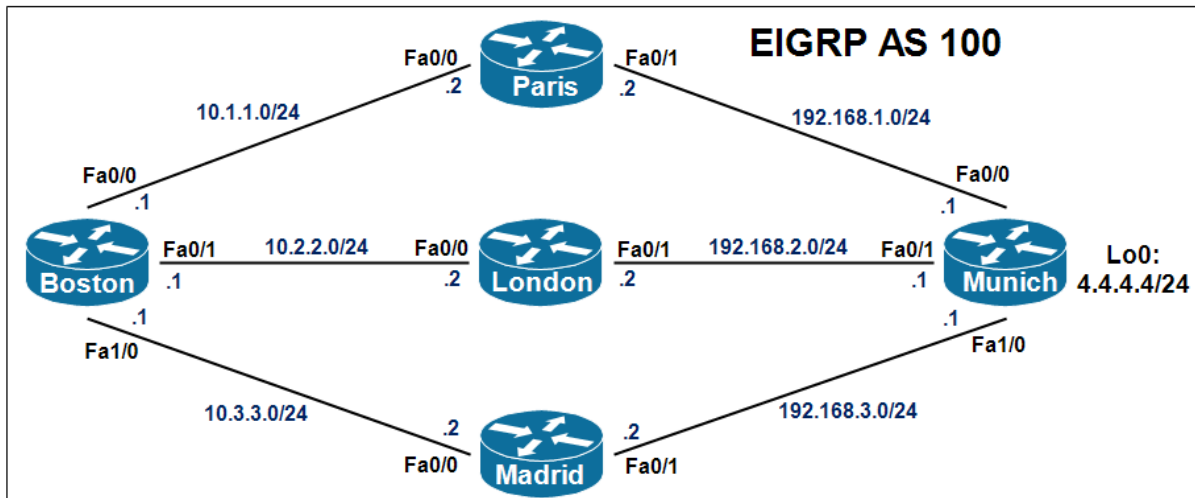 EIGRP AS 100
Fa0/0
Fa0/1
Paris
.2
.2
10.1.1.0/24
192.168.1.0/24
Fa0/0
Fa0/0
.1
.1
Fa0/1
10.2.2.0/24
Fa0/0
Fa0/1
192.168.2.0/24
Fa0/1
Lo0:
Boston
.1
.2
London
.2
.1
Munich
4.4.4.4/24
.1
.1
Fa1/0
Fa1/0
10.3.3.0/24
192.168.3.0/24
.2
.2
Fa0/0
Madrid
Fa0/1